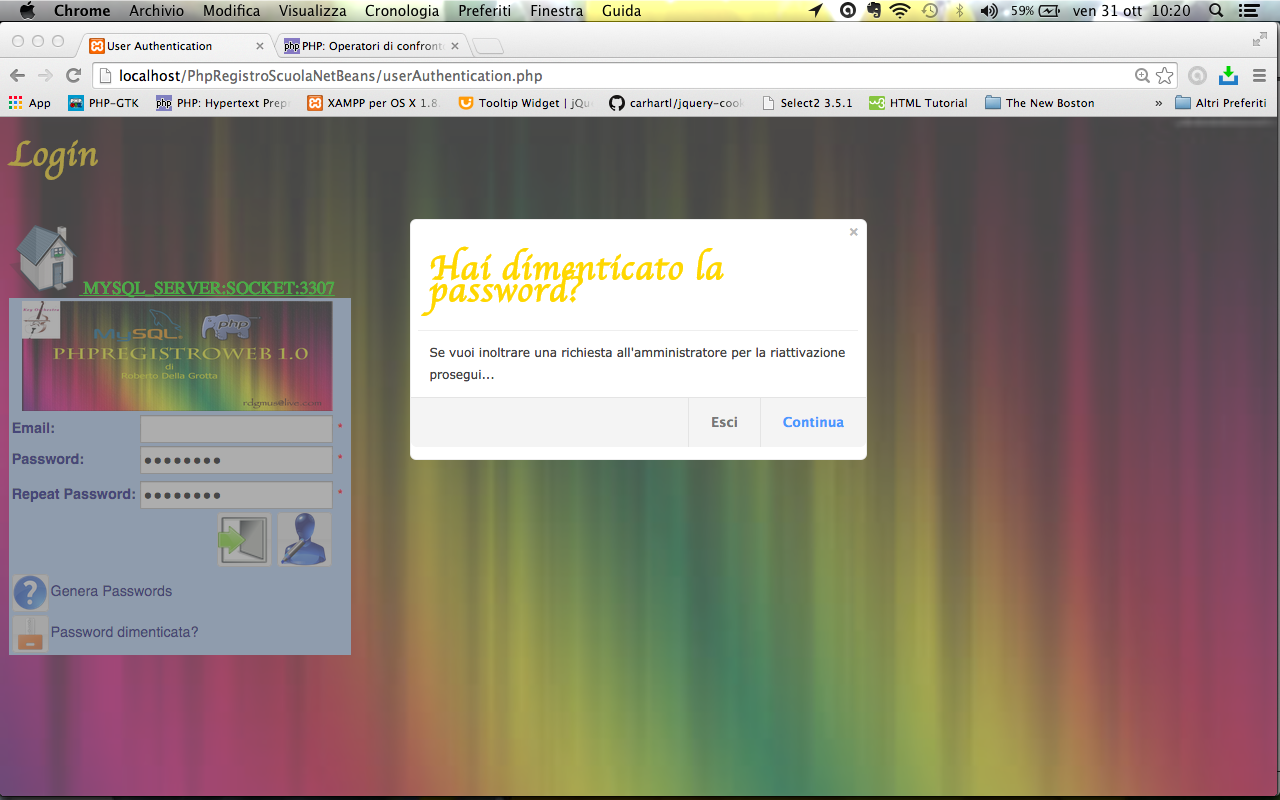 Chrome Archivio Modifica Visualizza Cronologia Preferiti Finestra Guida 59% ven 31 ott 10:20
User Authentication × php PHP: Operatori di confront ×
localhost/PhpRegistroScuolaNetBeans/userAuthentication.php
App PHP-GTK php PHP: Hypertext Prep XAMPP per OS X 1.8. Tooltip Widget | jQu carhartl/jquery-cook Select2 3.5.1 w3 HTML Tutorial The New Boston » Altri Preferiti
Login
MYSQL_SERVER:SOCKET:3307
MySQL php
PHPREGISTROWEB 1.0
di
Roberto Della Grotta
rdgmus@live.com
Email: *
Password: ●●●●●●●● *
Repeat Password: ●●●●●●●● *
? Genera Passwords
Password dimenticata?
×
Hai dimenticato la
password?
Se vuoi inoltrare una richiesta all'amministratore per la riattivazione
prosegui...
Esci Continua